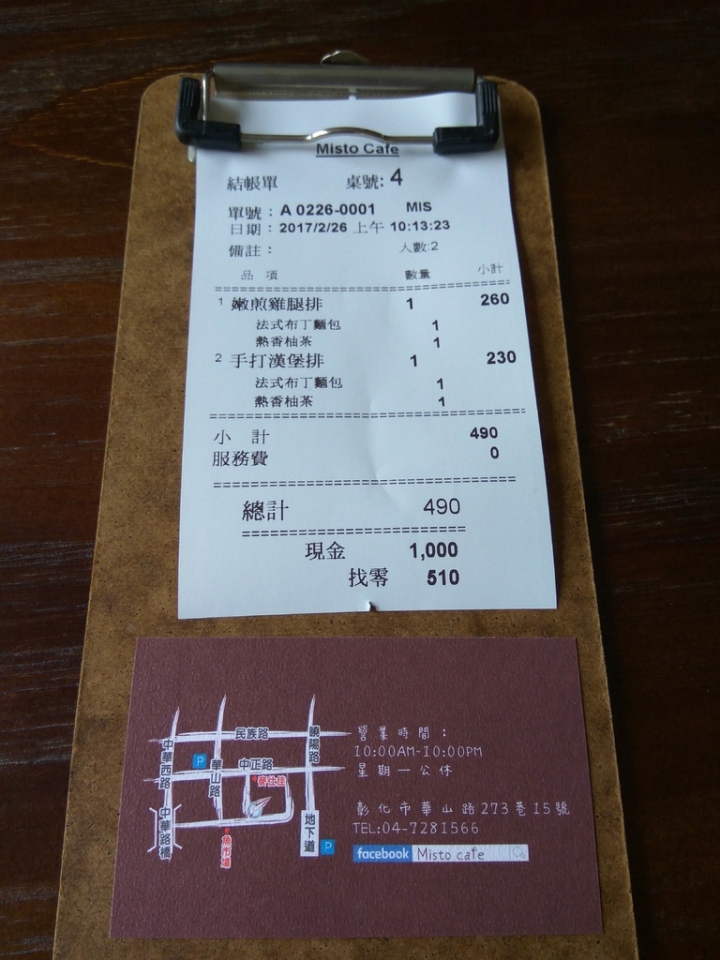 Misto Cafe
結帳單 桌號: 4
單號： A 0226-0001 MIS
日期： 2017/2/26 上午 10:13:23
備註： 人數:2
品 項 數量 小計
1 嫩煎雞腿排 1 260
法式布丁麵包 1
熱香柚茶 1
2 手打漢堡排 1 230
法式布丁麵包 1
熱香柚茶 1
小 計 490
服務費 0
總計 490
現金 1,000
找零 510
民族路
曉陽路
中華西路
P
華山路
中正路
中華路橋
魚市場
地下道
P
營業時間：
10:00AM-10:00PM
星期一公休
彰化市華山路273巷15號
TEL:04-7281566
facebook Misto cafe